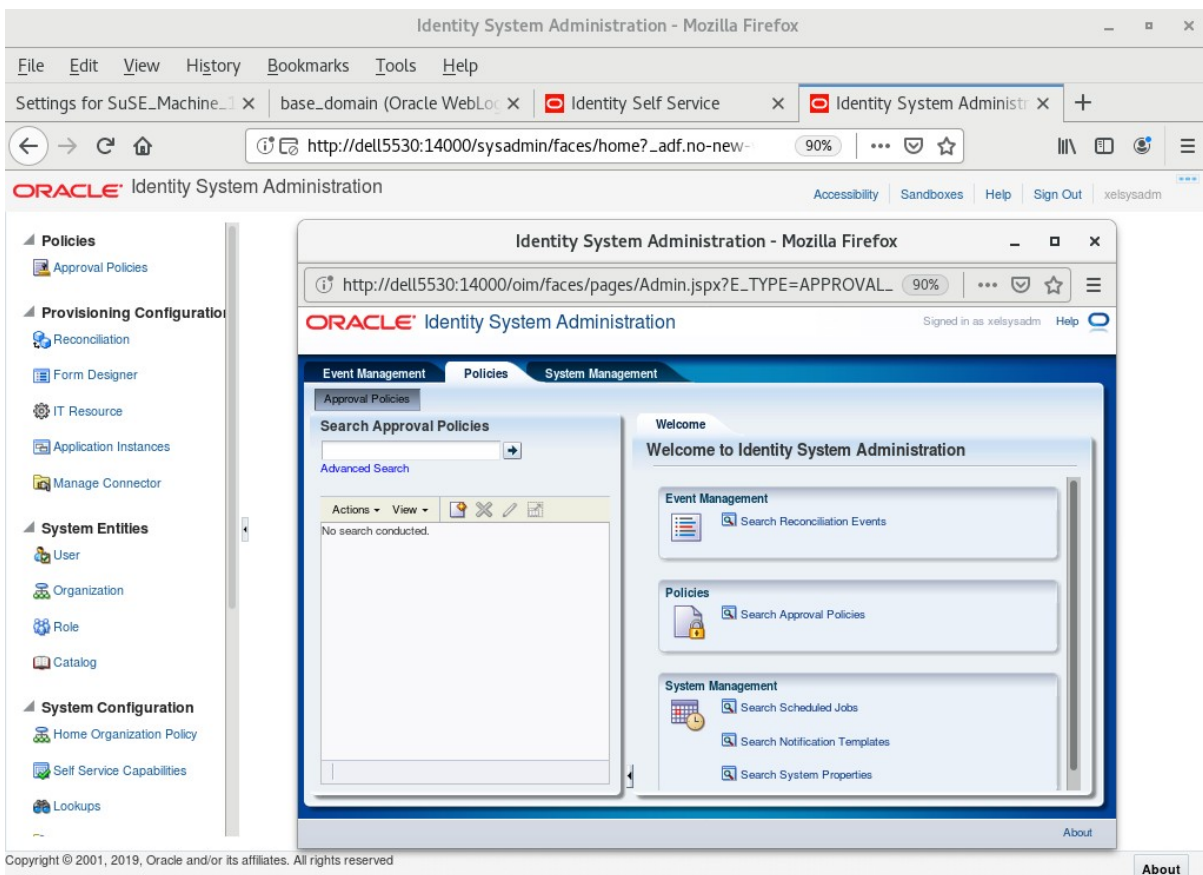 Identity System Administration - Mozilla Firefox
File Edit View History Bookmarks Tools Help
Settings for SuSE_Machine_1 base_domain (Oracle WebLog Identity Self Service Identity System Administr
http://dell5530:14000/sysadmin/faces/home?_adf.no-new- 90%
ORACLE Identity System Administration
Accessibility Sandboxes Help Sign Out xelsysadm
Policies
Approval Policies
Provisioning Configuration
Reconciliation
Form Designer
IT Resource
Application Instances
Manage Connector
System Entities
User
Organization
Role
Catalog
System Configuration
Home Organization Policy
Self Service Capabilities
Lookups
Identity System Administration - Mozilla Firefox
http://dell5530:14000/oim/faces/pages/Admin.jspx?E_TYPE=APPROVAL_ 90%
ORACLE Identity System Administration
Signed in as xelsysadm Help
Event Management Policies System Management
Approval Policies
Search Approval Policies
Advanced Search
Actions View
No search conducted.
Welcome
Welcome to Identity System Administration
Event Management
Search Reconciliation Events
Policies
Search Approval Policies
System Management
Search Scheduled Jobs
Search Notification Templates
Search System Properties
About
Copyright © 2001, 2019, Oracle and/or its affiliates. All rights reserved
About